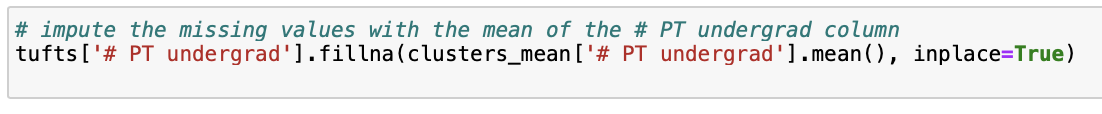 # impute the missing values with the mean of the # PT undergrad column
tufts['# PT undergrad'].fillna(clusters_mean['# PT undergrad'].mean(), inplace=True)